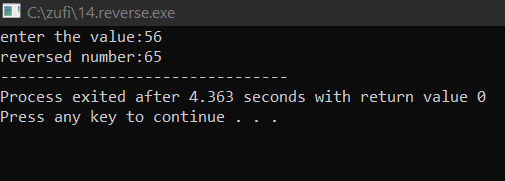 C:\zufi\14.reverse.exe
enter the value:56
reversed number:65
--------------------------------
Process exited after 4.363 seconds with return value 0
Press any key to continue . . .